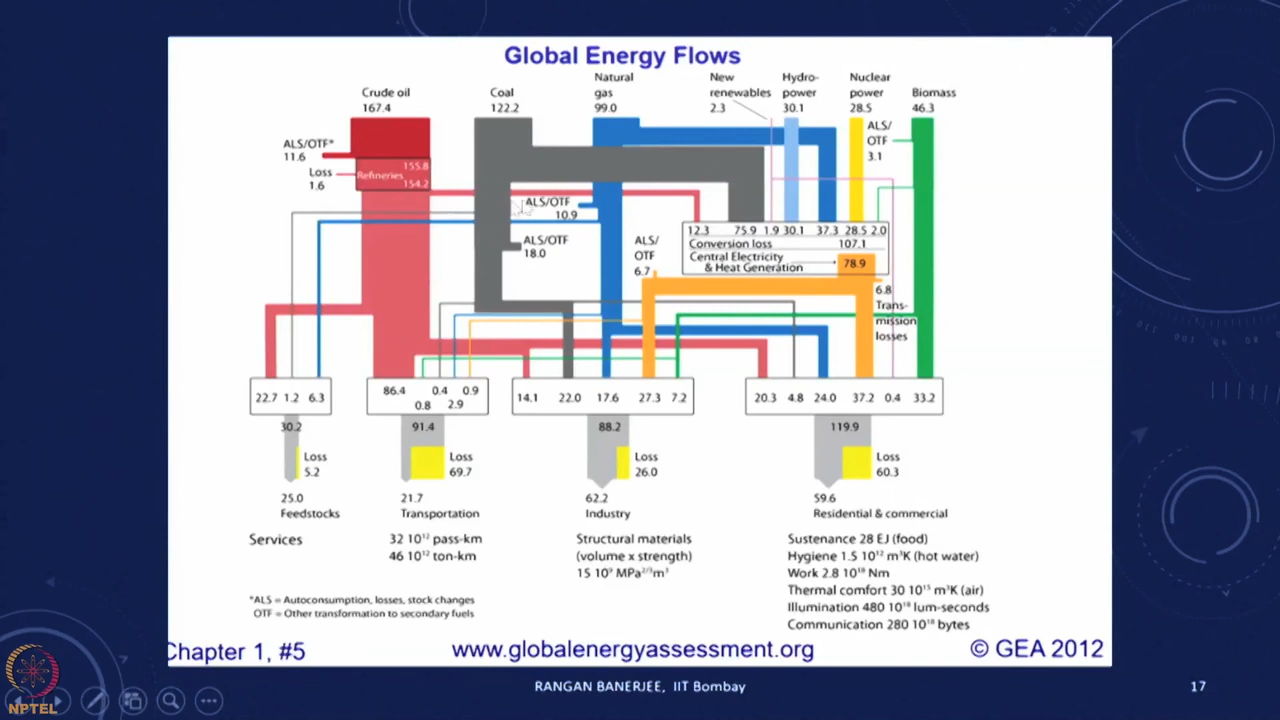 Global Energy Flows
Crude oil
167.4
Coal
122.2
Natural
gas
99.0
New
renewables
2.3
Hydro-
power
30.1
Nuclear
power
28.5
Biomass
46.3
ALS/OTF*
11.6
Loss
1.6
Refineries
155.8
154.2
ALS/OTF
10.9
ALS/OTF
18.0
ALS/
OTF
6.7
ALS/
OTF
3.1
12.3 75.9 1.9 30.1 37.3 28.5 2.0
Conversion loss 107.1
Central Electricity
& Heat Generation
78.9
6.8
Trans-
mission
losses
22.7 1.2 6.3
86.4 0.8 0.4 2.9 0.9
14.1 22.0 17.6 27.3 7.2
20.3 4.8 24.0 37.2 0.4 33.2
30.2
91.4
88.2
119.9
Loss
5.2
Loss
69.7
Loss
26.0
Loss
60.3
25.0
Feedstocks
21.7
Transportation
62.2
Industry
59.6
Residential & commercial
Services
32 10¹² pass-km
46 10¹² ton-km
Structural materials
(volume x strength)
15 10⁹ MPa²ᐟ³m³
Sustenance 28 EJ (food)
Hygiene 1.5 10¹² m³K (hot water)
Work 2.8 10¹⁸ Nm
Thermal comfort 30 10¹⁵ m³K (air)
Illumination 480 10¹⁸ lum-seconds
Communication 280 10¹⁸ bytes
*ALS = Autoconsumption, losses, stock changes
OTF = Other transformation to secondary fuels
Chapter 1, #5
www.globalenergyassessment.org
© GEA 2012
RANGAN BANERJEE, IIT Bombay
17
NPTEL